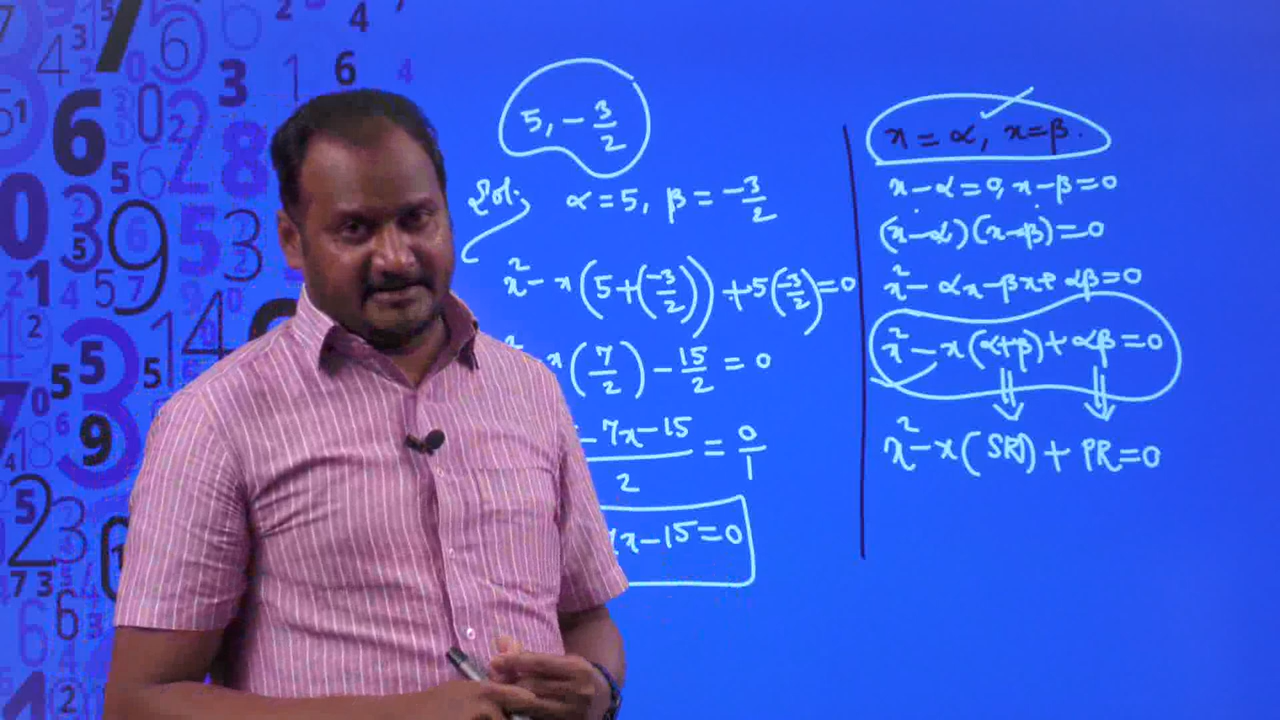 5, -3/2
Sol:
α = 5, β = -3/2
x² - x(5+(-3/2)) + 5(-3/2) = 0
x(7/2) - 15/2 = 0
- 7x - 15 / 2 = 0/1
7x - 15 = 0
x = α, x = β.
x - α = 0, x - β = 0
(x - α)(x - β) = 0
x² - αx - βx + αβ = 0
x² - x(α+β) + αβ = 0
x² - x(SR) + PR = 0